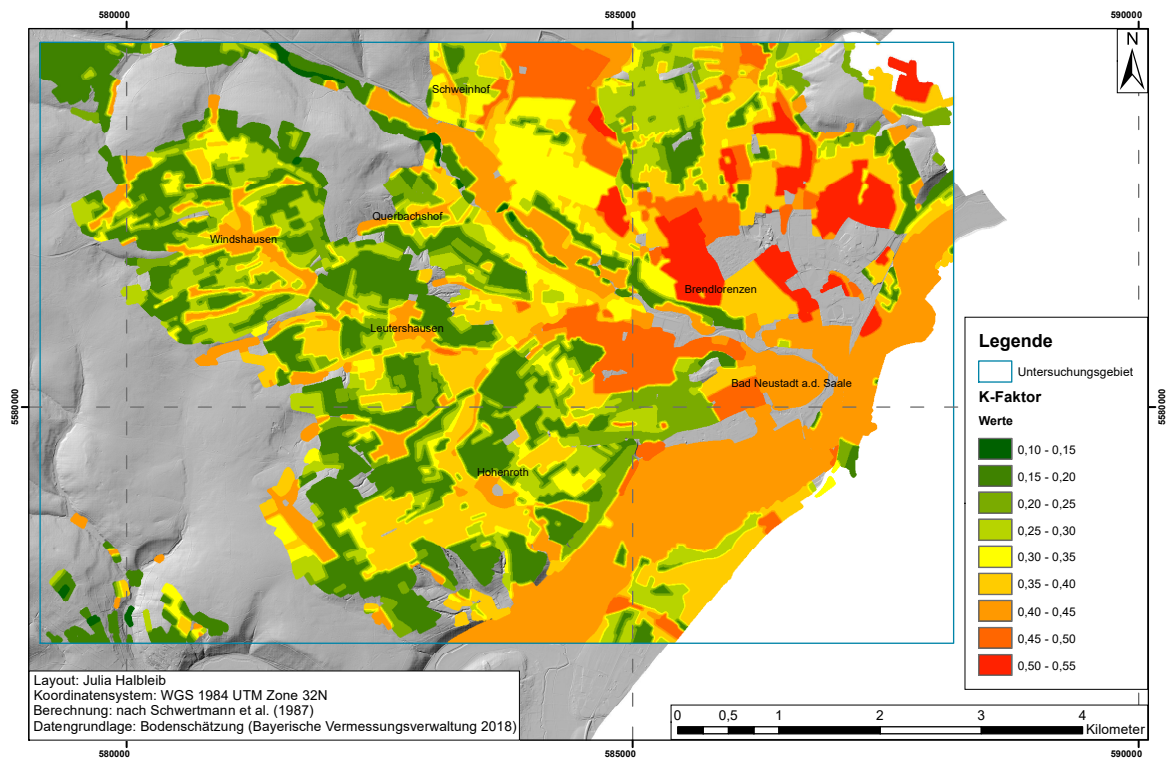 580000
585000
590000
N
Schweinhof
Querbachshof
Windshausen
Brendlorenzen
Leutershausen
Bad Neustadt a.d. Saale
Hohenroth
5580000
5580000
Legende
Untersuchungsgebiet
K-Faktor
Werte
0,10 - 0,15
0,15 - 0,20
0,20 - 0,25
0,25 - 0,30
0,30 - 0,35
0,35 - 0,40
0,40 - 0,45
0,45 - 0,50
0,50 - 0,55
Layout: Julia Halbleib
Koordinatensystem: WGS 1984 UTM Zone 32N
Berechnung: nach Schwertmann et al. (1987)
Datengrundlage: Bodenschätzung (Bayerische Vermessungsverwaltung 2018)
0 0,5 1 2 3 4
Kilometer
580000
585000
590000